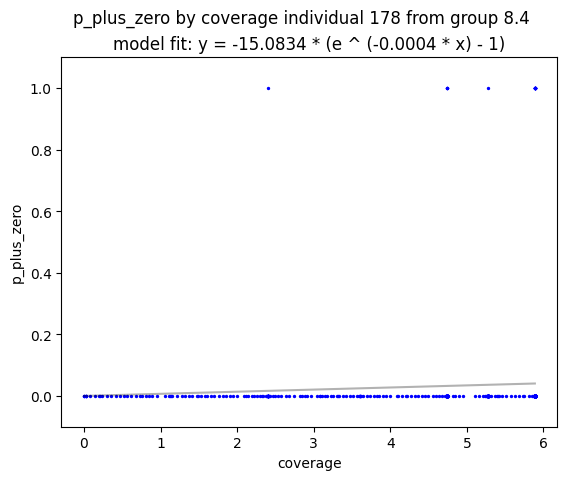 p_plus_zero by coverage individual 178 from group 8.4
model fit: y = -15.0834 * (e ^ (-0.0004 * x) - 1)
1.0
0.8
0.6
0.4
0.2
0.0
p_plus_zero
0 1 2 3 4 5 6
coverage